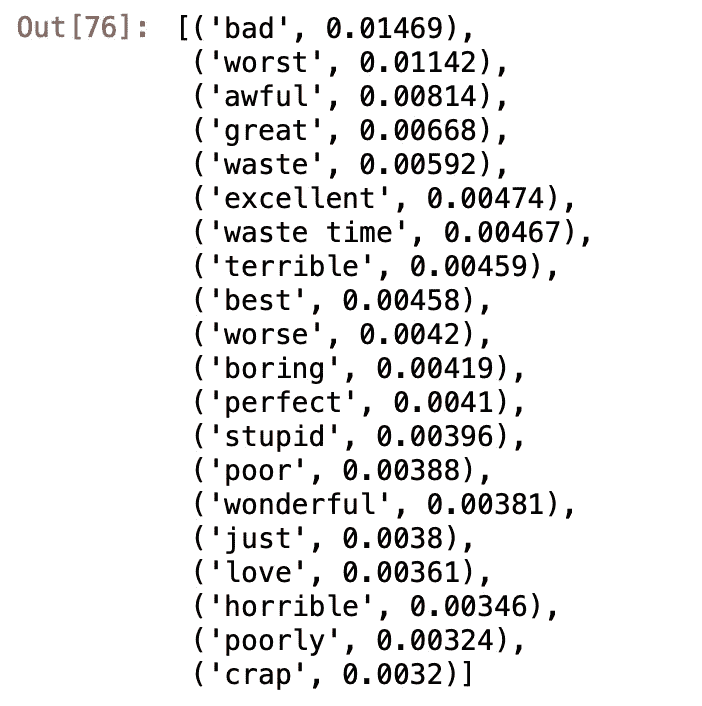 Out[76]: [('bad', 0.01469),
('worst', 0.01142),
('awful', 0.00814),
('great', 0.00668),
('waste', 0.00592),
('excellent', 0.00474),
('waste time', 0.00467),
('terrible', 0.00459),
('best', 0.00458),
('worse', 0.0042),
('boring', 0.00419),
('perfect', 0.0041),
('stupid', 0.00396),
('poor', 0.00388),
('wonderful', 0.00381),
('just', 0.0038),
('love', 0.00361),
('horrible', 0.00346),
('poorly', 0.00324),
('crap', 0.0032)]